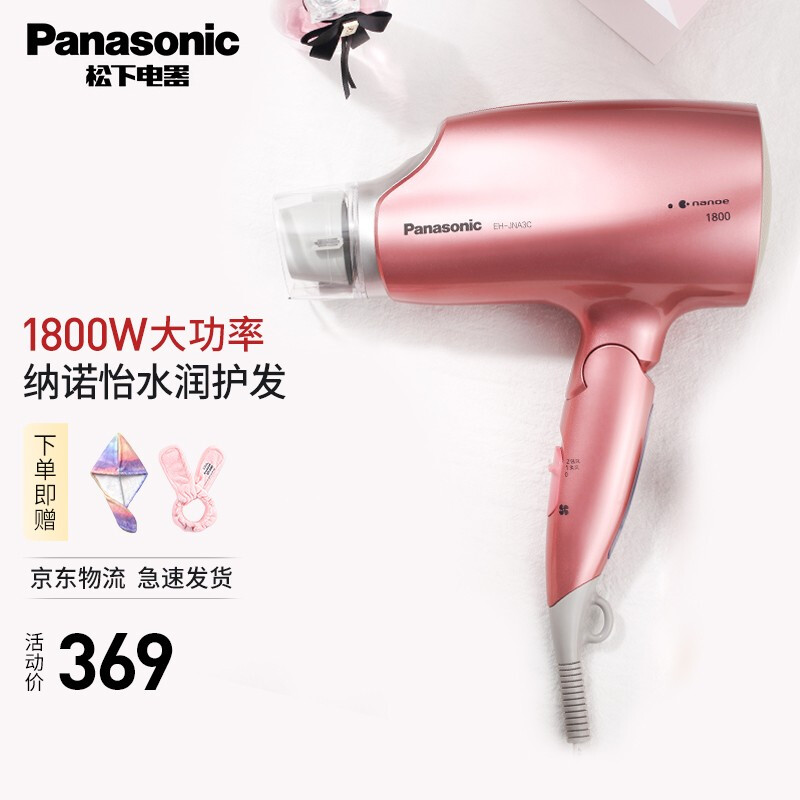 Panasonic
松下电器
nanoe
1800
Panasonic EH-JNA3C
1800W大功率
纳诺怡水润护发
下单即赠
京东物流 急速发货
活动价
369